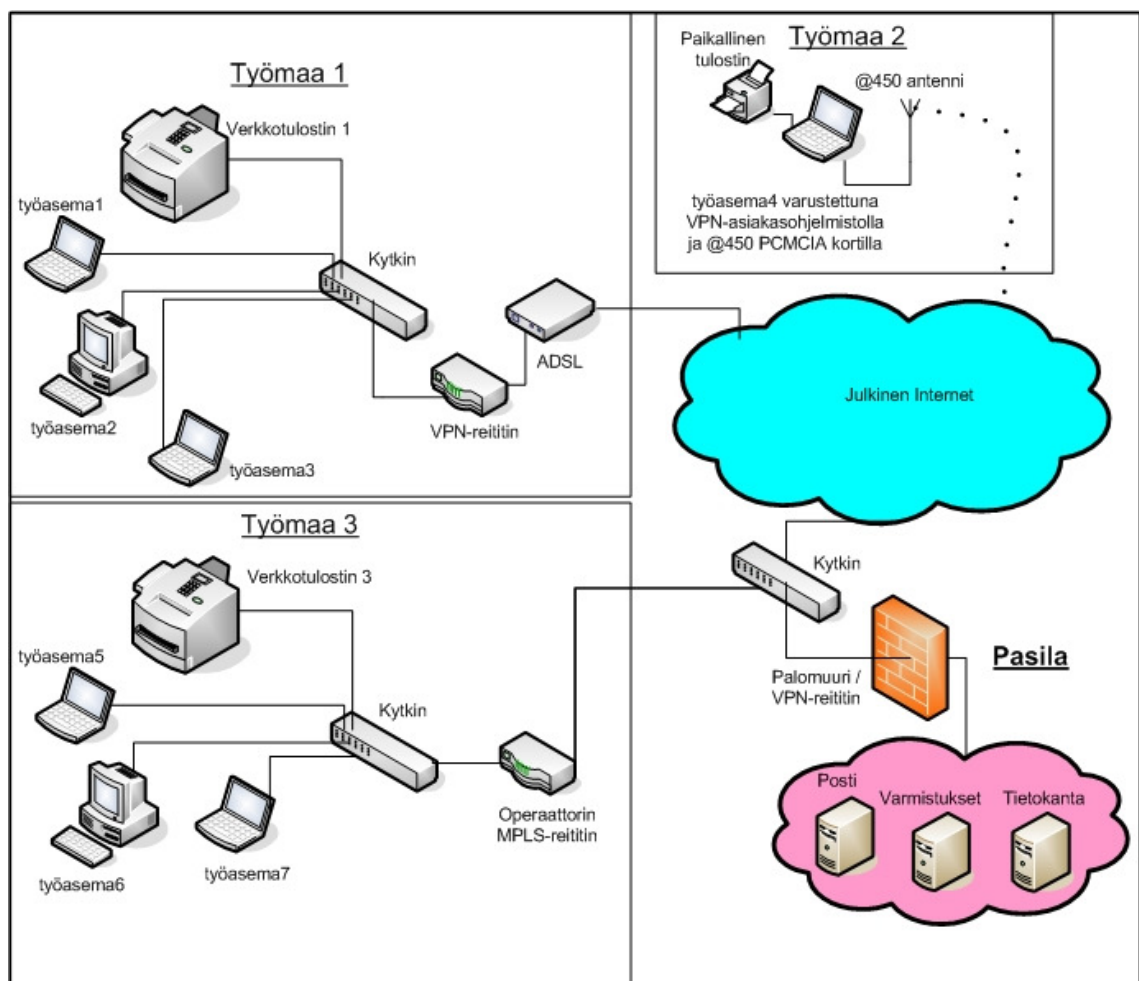 Työmaa 1
Verkkotulostin 1
työasema1
Kytkin
ADSL
työasema2
VPN-reititin
työasema3
Työmaa 2
Paikallinen
tulostin
@450 antenni
työasema4 varustettuna
VPN-asiakasohjelmistolla
ja @450 PCMCIA kortilla
Julkinen Internet
Työmaa 3
Verkkotulostin 3
työasema5
Kytkin
Operaattorin
MPLS-reititin
työasema6
työasema7
Kytkin
Pasila
Palomuuri /
VPN-reititin
Posti
Varmistukset
Tietokanta